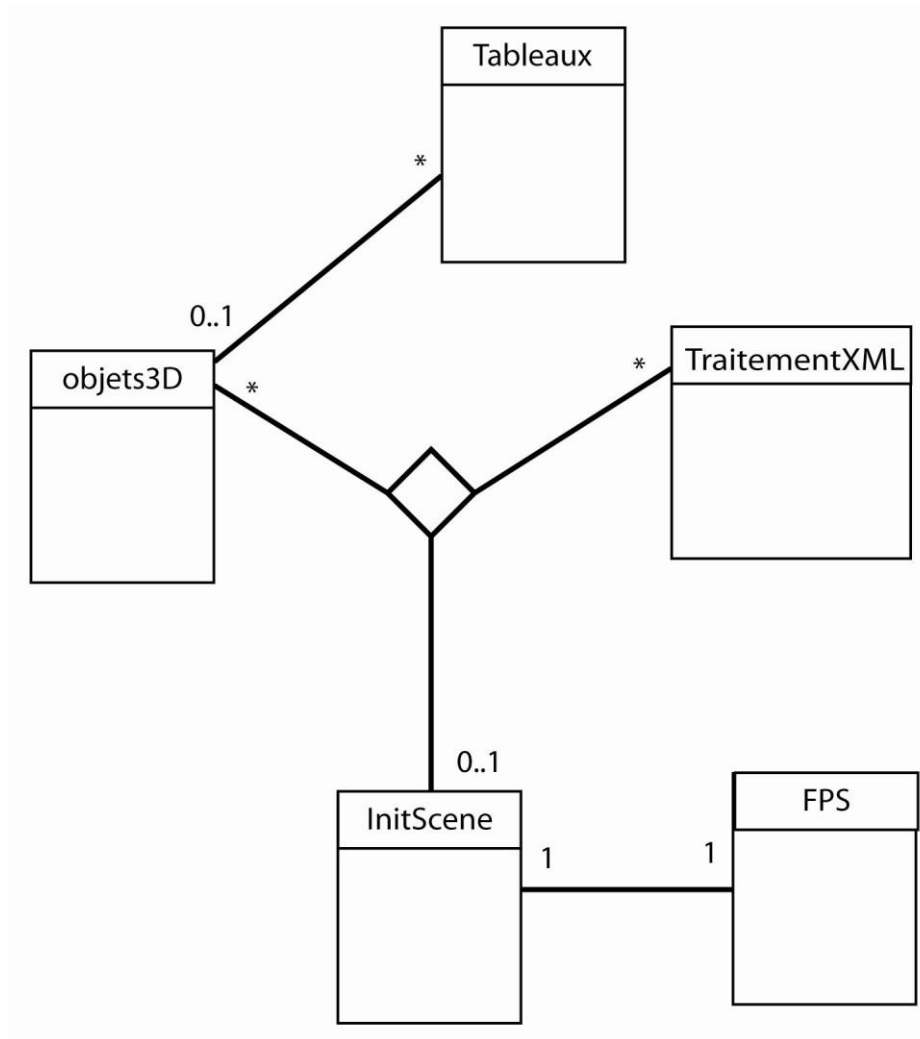 Tableaux
*
0..1
objets3D
*
*
TraitementXML
0..1
InitScene
1
1
FPS